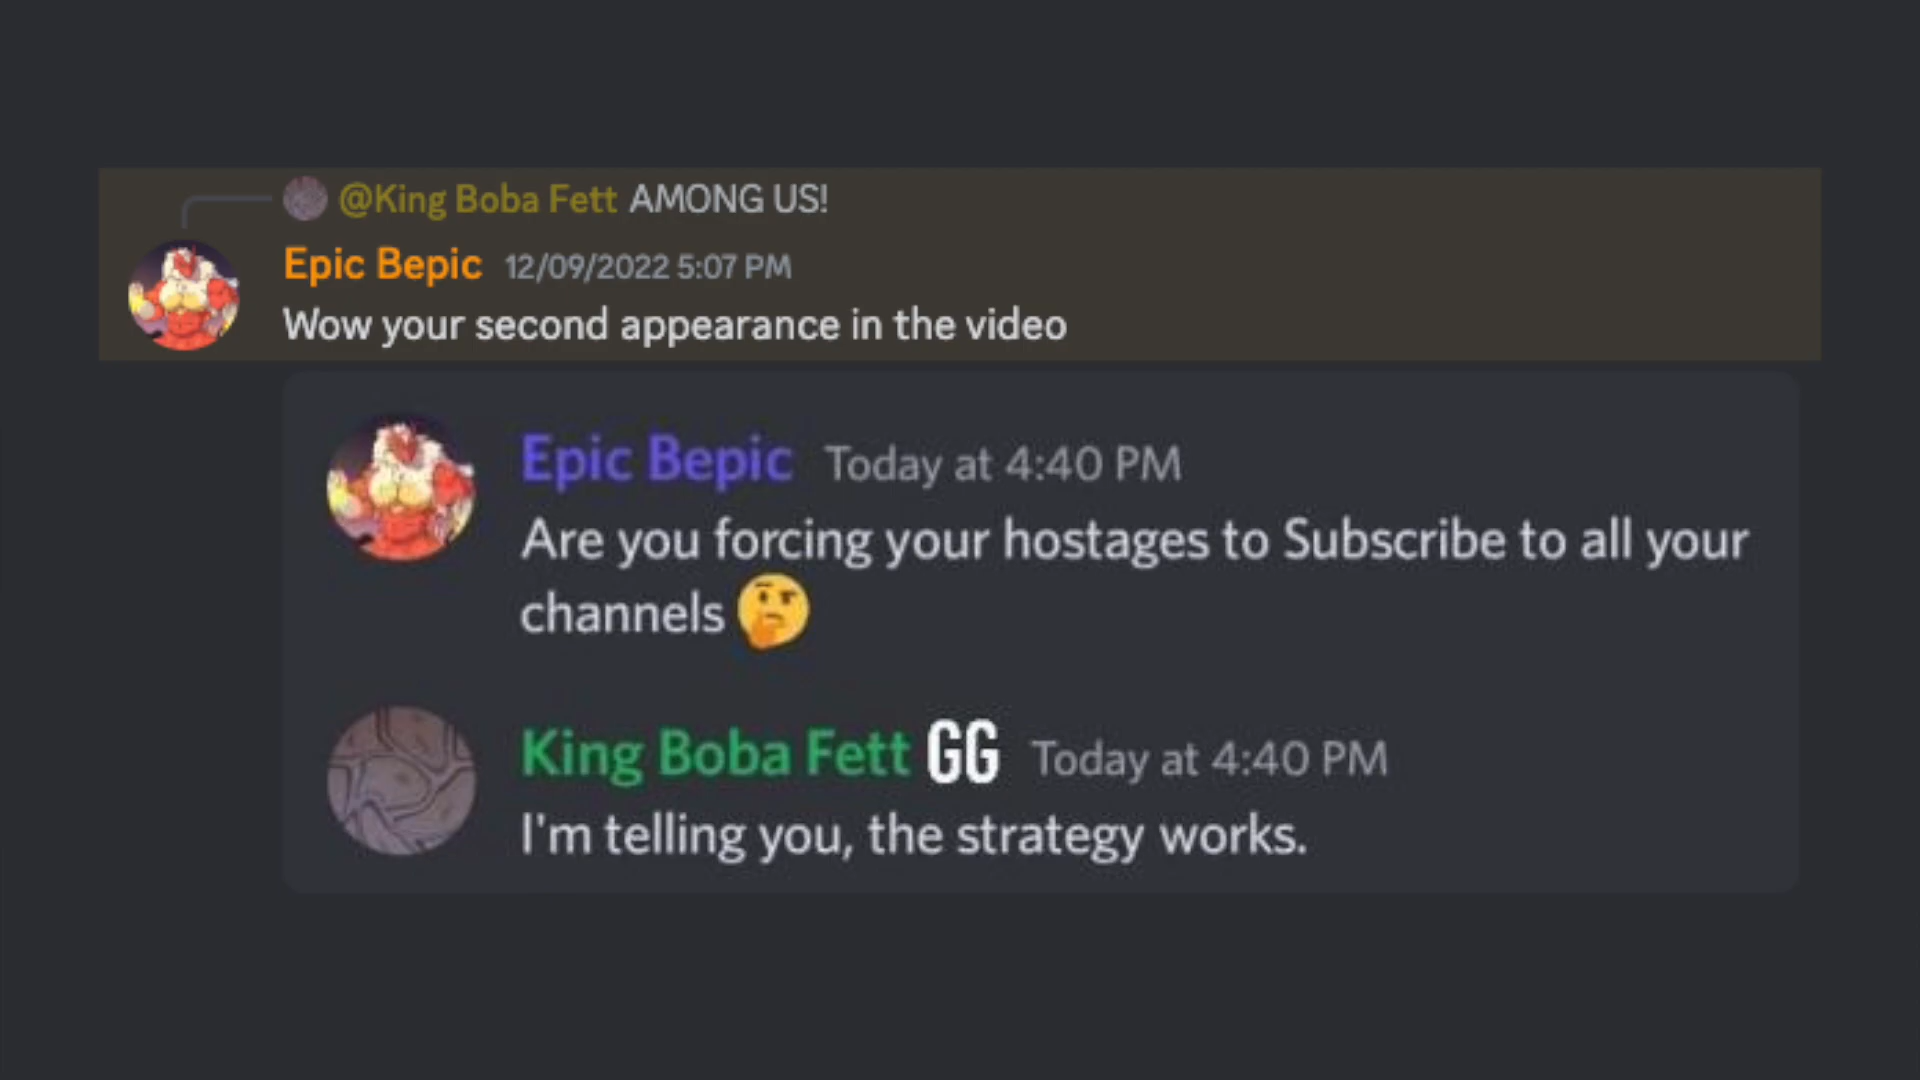 @King Boba Fett AMONG US!
Epic Bepic 12/09/2022 5:07 PM
Wow your second appearance in the video
Epic Bepic Today at 4:40 PM
Are you forcing your hostages to Subscribe to all your
channels 🤔
King Boba Fett GG Today at 4:40 PM
I'm telling you, the strategy works.